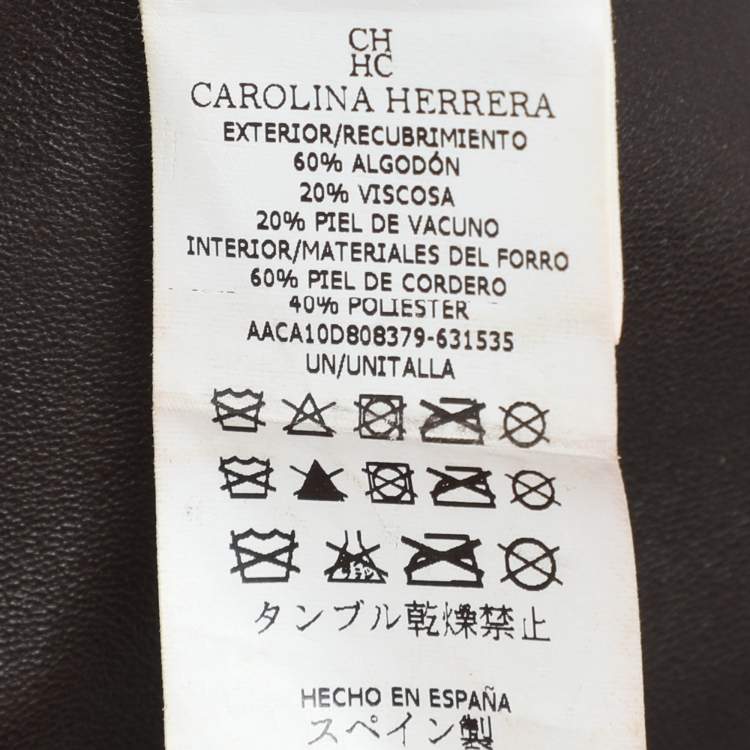 CH
HC
CAROLINA HERRERA
EXTERIOR/RECUBRIMIENTO
60% ALGODÓN
20% VISCOSA
20% PIEL DE VACUNO
INTERIOR/MATERIALES DEL FORRO
60% PIEL DE CORDERO
40% POLIESTER
AACA10D808379-631535
UN/UNITALLA
タンブル乾燥禁止
HECHO EN ESPAÑA
スペイン製